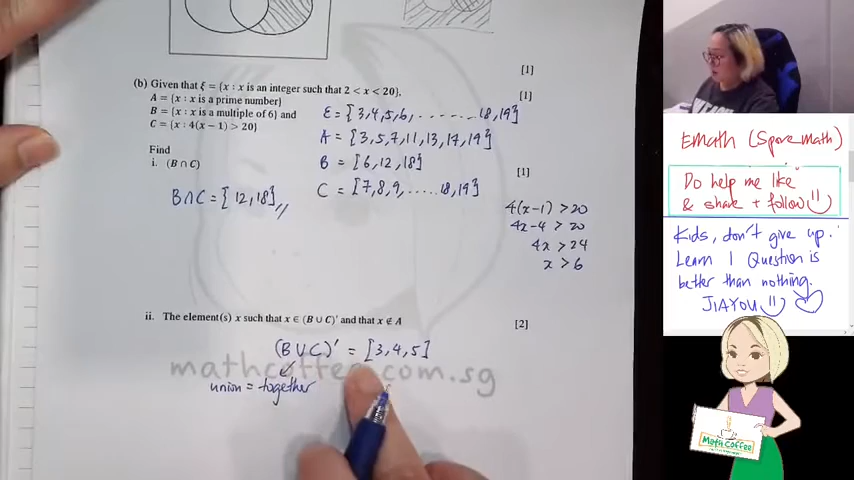 [1]
(b) Given that ξ = {x : x is an integer such that 2 < x < 20},
[1]
A = {x : x is a prime number}
B = {x : x is a multiple of 6} and
C = {x : 4(x − 1) > 20}
ξ = {3,4,5,6, ........ 18,19}
A = {3,5,7,11,13,17,19}
B = {6,12,18}
C = {7,8,9, ..... 18,19}
Find
i. (B ∩ C)
[1]
B∩C = {12,18}//
4(x−1) > 20
4x−4 > 20
4x > 24
x > 6
ii. The element(s) x such that x ∈ (B ∪ C)′ and that x ∉ A
[2]
(B ∪ C)′ = {3,4,5}
union = together
mathcoffee.com.sg
EMath (Spore math)
Do help me like
& share + follow
Kids, don't give up.
Learn 1 Question is
better than nothing.
JIAYOU
Math Coffee